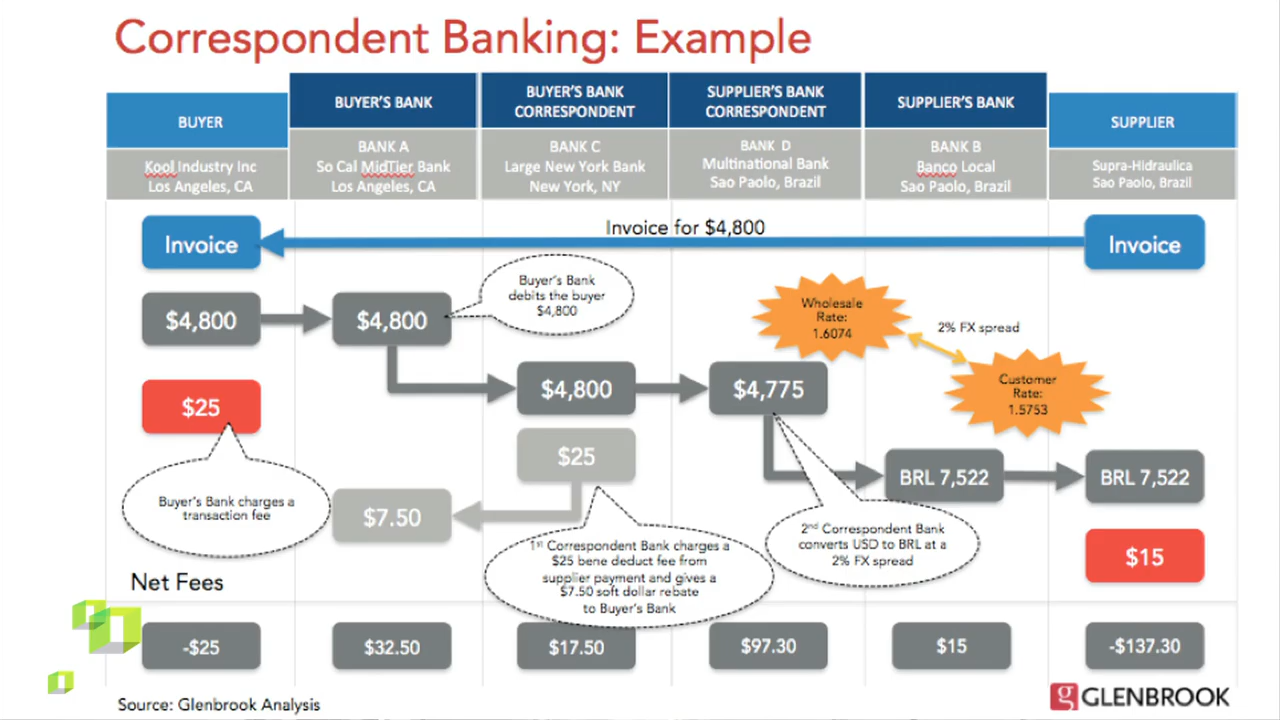 Correspondent Banking: Example
BUYER
BUYER'S BANK
BUYER'S BANK
CORRESPONDENT
SUPPLIER'S BANK
CORRESPONDENT
SUPPLIER'S BANK
SUPPLIER
Kool Industry Inc
Los Angeles, CA
BANK A
So Cal MidTier Bank
Los Angeles, CA
BANK C
Large New York Bank
New York, NY
BANK D
Multinational Bank
Sao Paolo, Brazil
BANK B
Banco Local
Sao Paolo, Brazil
Supra-Hidraulica
Sao Paolo, Brazil
Invoice
Invoice for $4,800
Invoice
$4,800
$4,800
Buyer's Bank
debits the buyer
$4,800
Wholesale
Rate:
1.6074
2% FX spread
Customer
Rate:
1.5753
$4,800
$4,775
$25
$25
BRL 7,522
BRL 7,522
Buyer's Bank charges a
transaction fee
$7.50
1st Correspondent Bank charges a
$25 bene deduct fee from
supplier payment and gives a
$7.50 soft dollar rebate
to Buyer's Bank
2nd Correspondent Bank
converts USD to BRL at a
2% FX spread
$15
Net Fees
-$25
$32.50
$17.50
$97.30
$15
-$137.30
Source: Glenbrook Analysis
g GLENBROOK